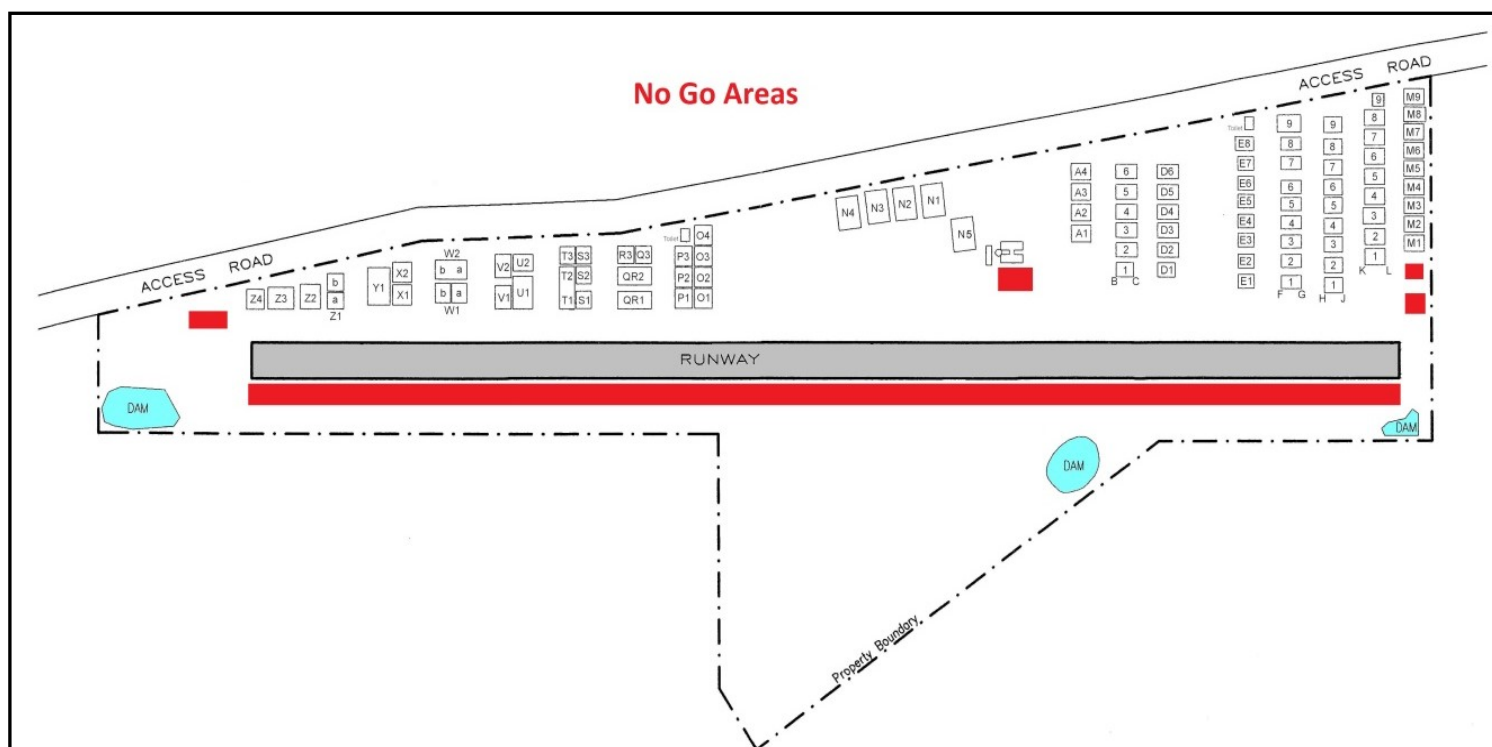 No Go Areas
ACCESS ROAD
ACCESS ROAD
Z4
Z3
Z2
b
a
Z1
Y1
X2
X1
W2
b a
b a
W1
V2
U2
V1
U1
T3 S3
T2 S2
T1 S1
R3 Q3
QR2
QR1
Toilet
O4
P3 O3
P2 O2
P1 O1
N4
N3
N2
N1
N5
A4
A3
A2
A1
6
5
4
3
2
1
B C
D6
D5
D4
D3
D2
D1
Toilet
E8
E7
E6
E5
E4
E3
E2
E1
9
8
7
6
5
4
3
2
1
F G
9
8
7
6
5
4
3
2
1
H J
9
8
7
6
5
4
3
2
1
K L
M9
M8
M7
M6
M5
M4
M3
M2
M1
RUNWAY
DAM
DAM
DAM
Property Boundary